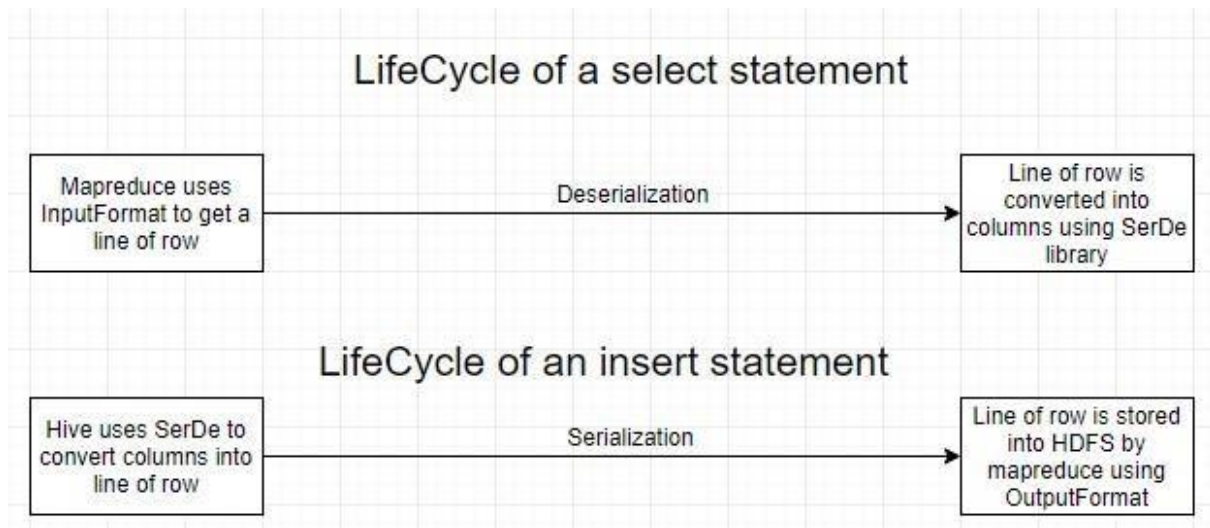 LifeCycle of a select statement
Mapreduce uses
InputFormat to get a
line of row
Deserialization
Line of row is
converted into
columns using SerDe
library
LifeCycle of an insert statement
Hive uses SerDe to
convert columns into
line of row
Serialization
Line of row is stored
into HDFS by
mapreduce using
OutputFormat